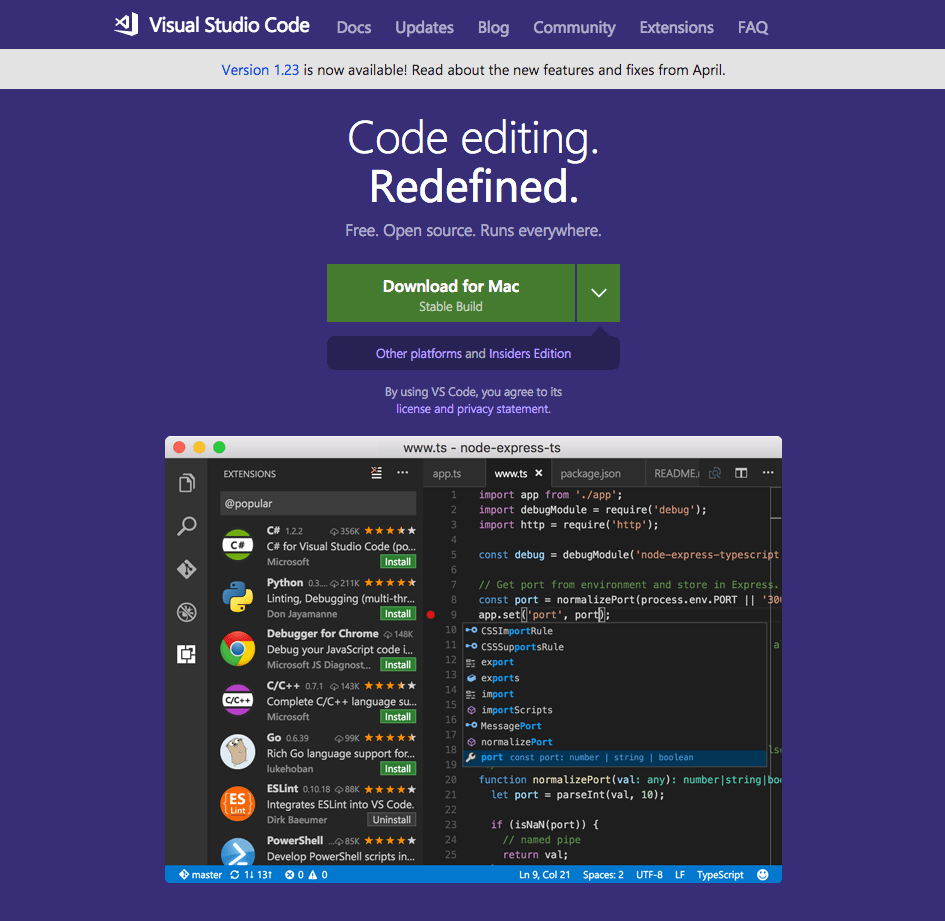 Visual Studio Code Docs Updates Blog Community Extensions FAQ
Version 1.23 is now available! Read about the new features and fixes from April.
Code editing.
Redefined.
Free. Open source. Runs everywhere.
Download for Mac
Stable Build
Other platforms and Insiders Edition
By using VS Code, you agree to its
license and privacy statement.
www.ts - node-express-ts
EXTENSIONS
@popular
C# 1.2.2 356K
C# for Visual Studio Code (po...
Microsoft Install
Python 0.3.... 211K
Linting, Debugging (multi-thr...
Don Jayamanne Install
Debugger for Chrome 148K
Debug your JavaScript code i...
Microsoft JS Diagnost... Install
C/C++ 0.7.1 143K
Complete C/C++ language su...
Microsoft Install
Go 0.6.39 99K
Rich Go language support for...
lukehoban Install
ESLint 0.10.18 88K
Integrates ESLint into VS Code.
Dirk Baeumer Uninstall
PowerShell ... 85K
Develop PowerShell scripts in...
C#
C/C++
ES
Lint
app.ts www.ts package.json README.
1 import app from './app';
2 import debugModule = require('debug');
3 import http = require('http');
4
5 const debug = debugModule('node-express-typescript
6
7 // Get port from environment and store in Express.
8 const port = normalizePort(process.env.PORT || '300
9 app.set('port', port);
10 CSSImportRule
11 CSSSupportsRule
12 export
13 exports
14 import
15 importScripts
16 MessagePort
17 normalizePort
18 port const port: number | string | boolean
19
20 function normalizePort(val: any): number|string|boo
21 let port = parseInt(val, 10);
22
23 if (isNaN(port)) {
24 // named pipe
25 return val;
master 1↓ 13↑ 0 0 Ln 9, Col 21 Spaces: 2 UTF-8 LF TypeScript